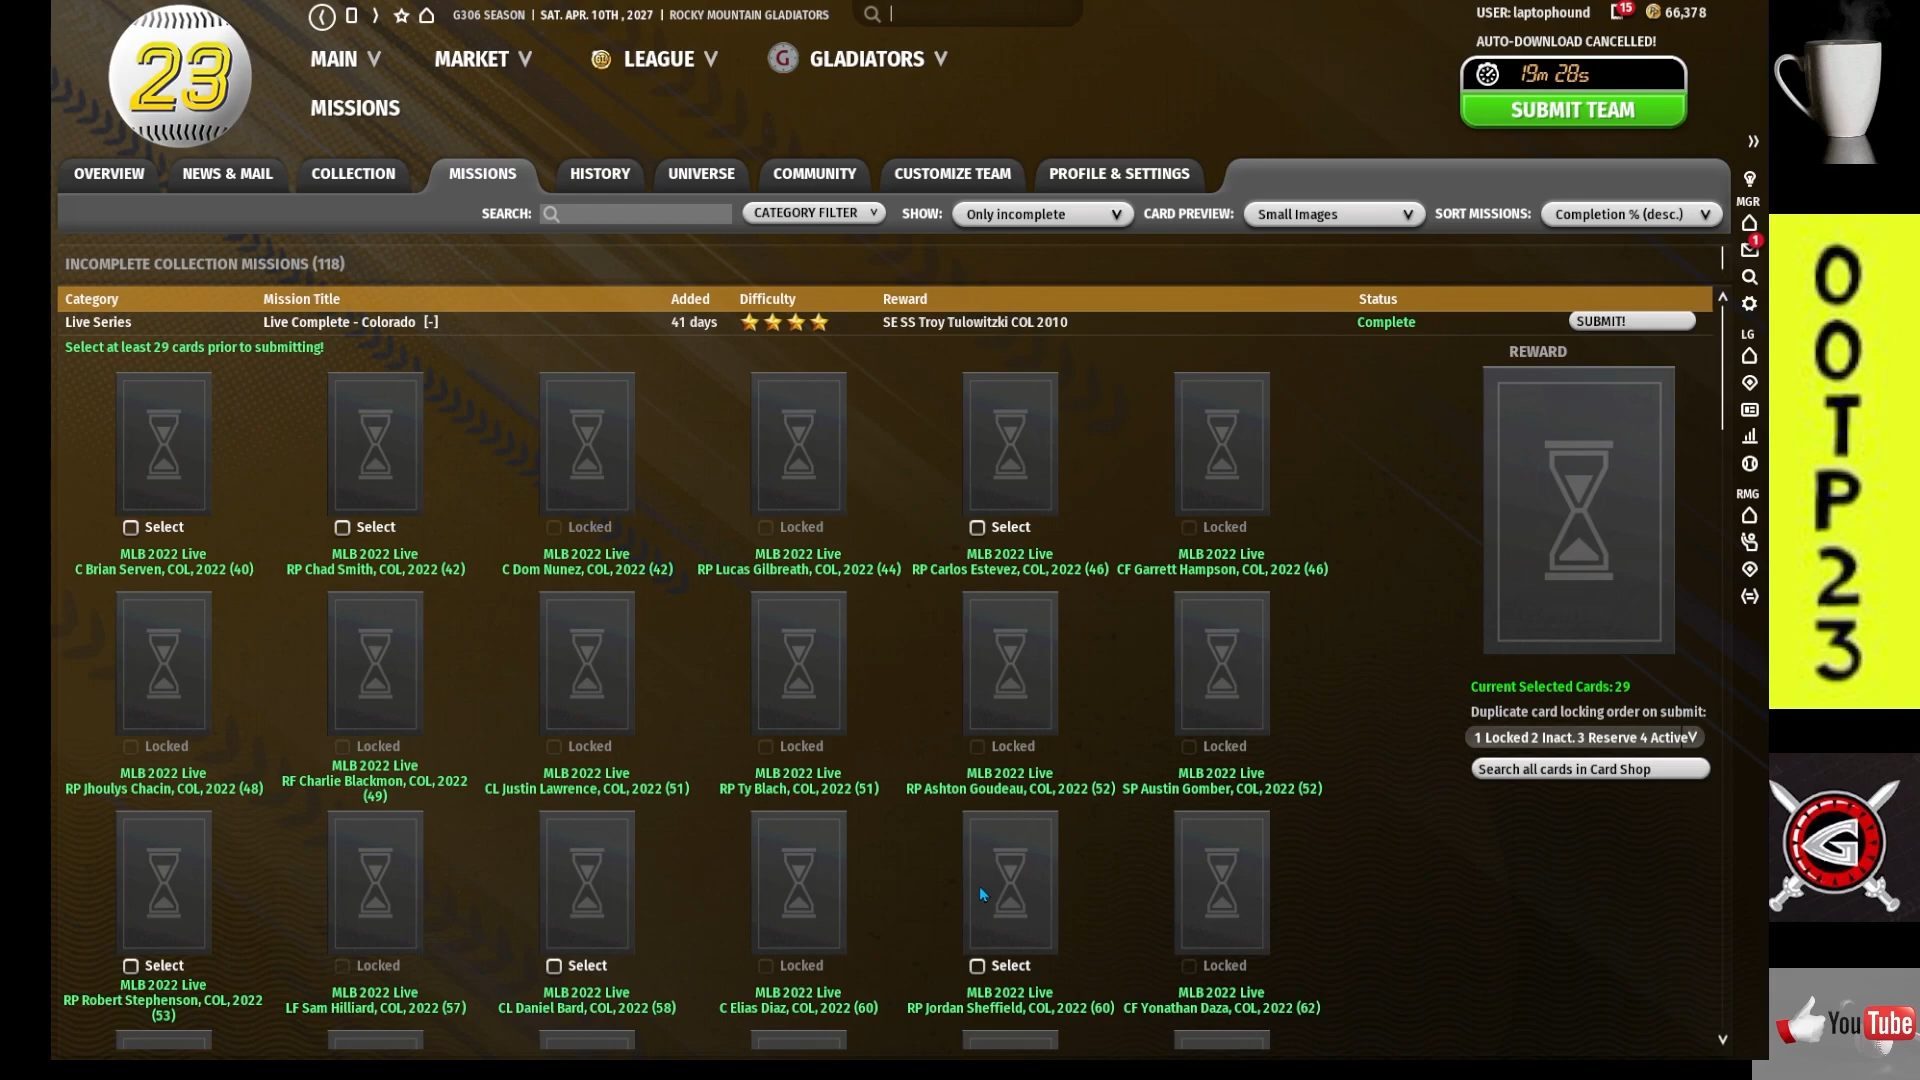 23
G306 SEASON | SAT. APR. 10TH , 2027 | ROCKY MOUNTAIN GLADIATORS
USER: laptophound 15 66,378
AUTO-DOWNLOAD CANCELLED!
MAIN MARKET LEAGUE G GLADIATORS
19m 28s
SUBMIT TEAM
MISSIONS
OVERVIEW NEWS & MAIL COLLECTION MISSIONS HISTORY UNIVERSE COMMUNITY CUSTOMIZE TEAM PROFILE & SETTINGS
SEARCH: CATEGORY FILTER SHOW: Only incomplete CARD PREVIEW: Small Images SORT MISSIONS: Completion % (desc.)
INCOMPLETE COLLECTION MISSIONS (118)
Category Mission Title Added Difficulty Reward Status
Live Series Live Complete - Colorado [-] 41 days SE SS Troy Tulowitzki COL 2010 Complete SUBMIT!
Select at least 29 cards prior to submitting!
REWARD
Select Select Locked Locked Select Locked
MLB 2022 Live MLB 2022 Live MLB 2022 Live MLB 2022 Live MLB 2022 Live MLB 2022 Live
C Brian Serven, COL, 2022 (40) RP Chad Smith, COL, 2022 (42) C Dom Nunez, COL, 2022 (42) RP Lucas Gilbreath, COL, 2022 (44) RP Carlos Estevez, COL, 2022 (46) CF Garrett Hampson, COL, 2022 (46)
Locked Locked Locked Locked Locked Locked
MLB 2022 Live MLB 2022 Live MLB 2022 Live MLB 2022 Live MLB 2022 Live MLB 2022 Live
RP Jhoulys Chacin, COL, 2022 (48) RF Charlie Blackmon, COL, 2022 CL Justin Lawrence, COL, 2022 (51) RP Ty Blach, COL, 2022 (51) RP Ashton Goudeau, COL, 2022 (52) SP Austin Gomber, COL, 2022 (52)
(49)
Select Locked Select Locked Select Locked
MLB 2022 Live MLB 2022 Live MLB 2022 Live MLB 2022 Live MLB 2022 Live MLB 2022 Live
RP Robert Stephenson, COL, 2022 LF Sam Hilliard, COL, 2022 (57) CL Daniel Bard, COL, 2022 (58) C Elias Diaz, COL, 2022 (60) RP Jordan Sheffield, COL, 2022 (60) CF Yonathan Daza, COL, 2022 (62)
(53)
Current Selected Cards: 29
Duplicate card locking order on submit:
1 Locked 2 Inact. 3 Reserve 4 Active
Search all cards in Card Shop
MGR
1
LG
RMG
O
O
T
P
2
3
G
YouTube